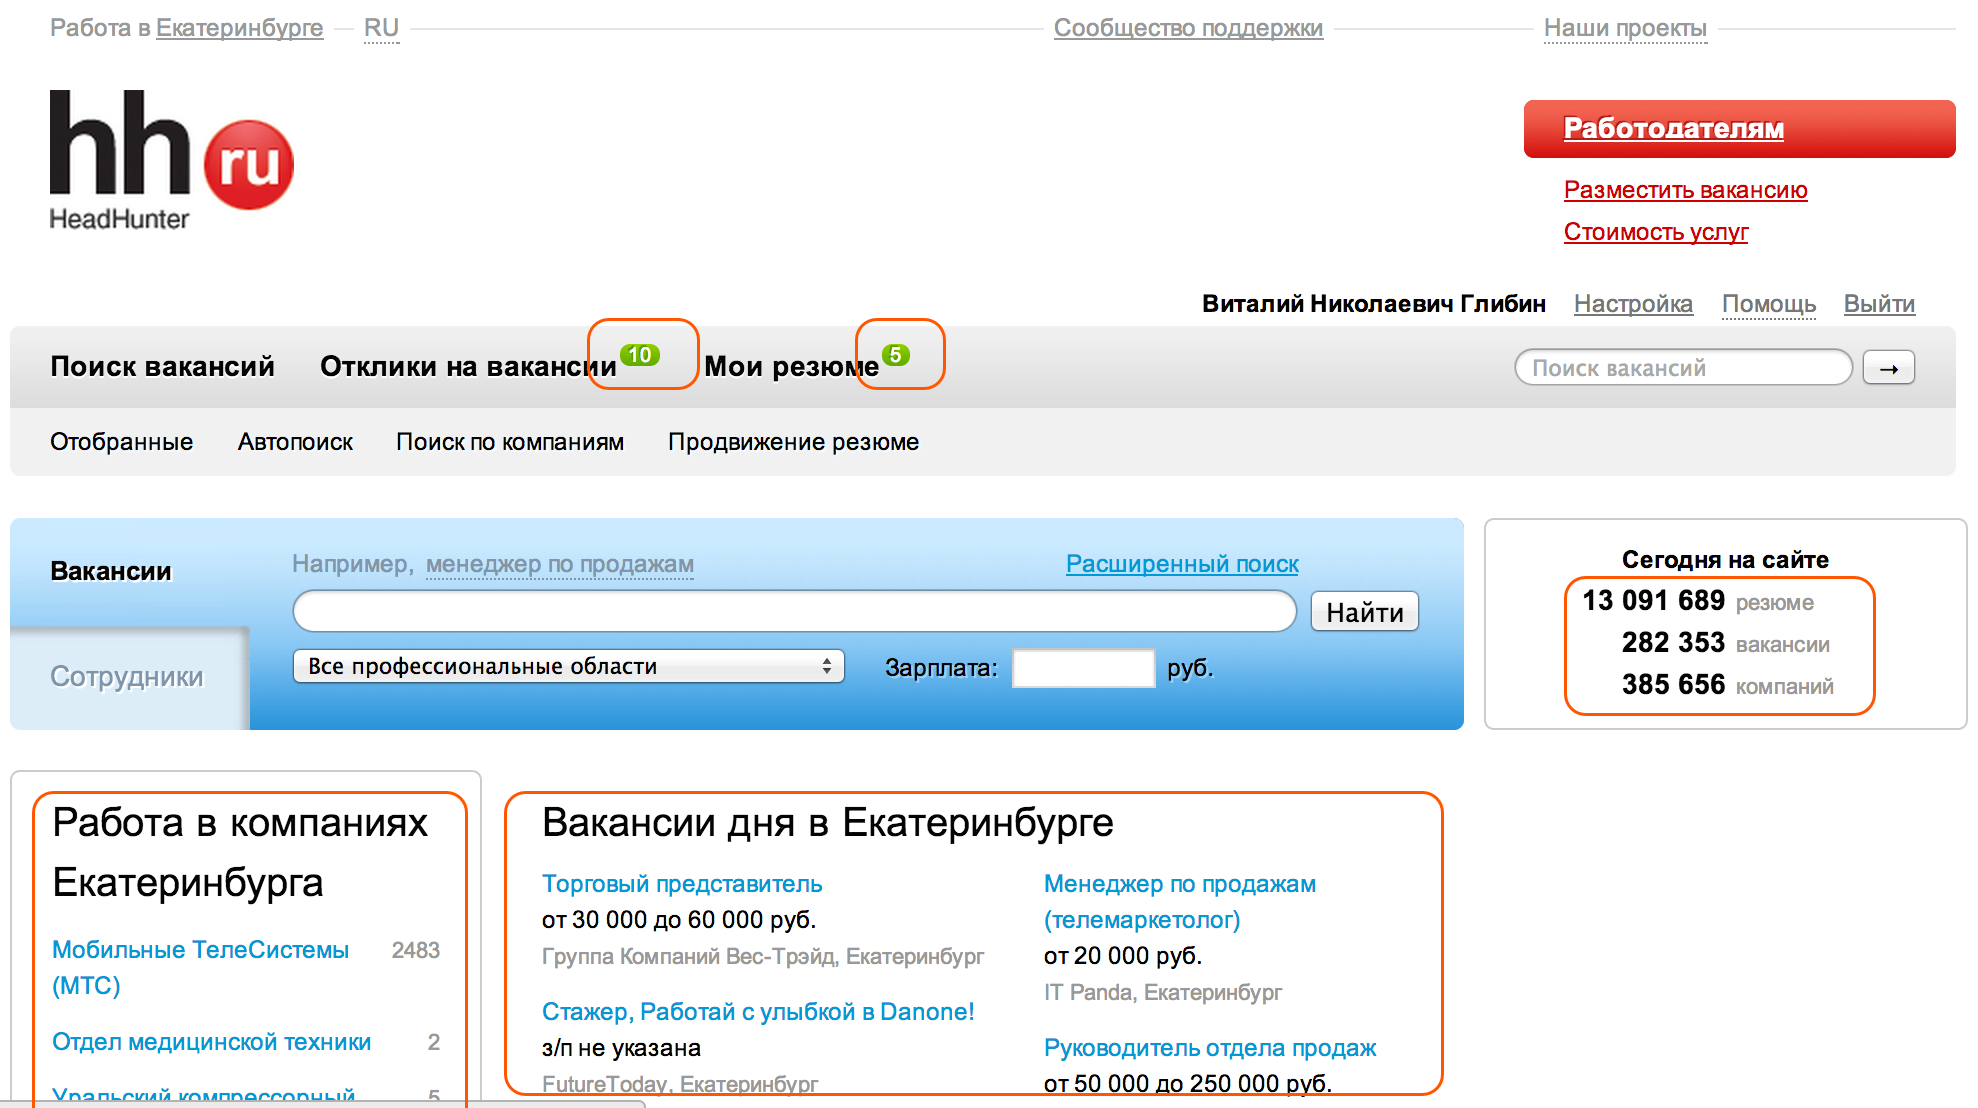 Работа в Екатеринбурге RU Сообщество поддержки Наши проекты
hh ru
HeadHunter
Работодателям
Разместить вакансию
Стоимость услуг
Виталий Николаевич Глибин Настройка Помощь Выйти
Поиск вакансий Отклики на вакансии 10 Мои резюме 5 Поиск вакансий →
Отобранные Автопоиск Поиск по компаниям Продвижение резюме
Вакансии
Сотрудники
Например, менеджер по продажам Расширенный поиск
Найти
Все профессиональные области Зарплата: руб.
Сегодня на сайте
13 091 689 резюме
282 353 вакансии
385 656 компаний
Работа в компаниях
Екатеринбурга
Мобильные ТелеСистемы 2483
(МТС)
Отдел медицинской техники 2
Уральский компрессорный 5
Вакансии дня в Екатеринбурге
Торговый представитель
от 30 000 до 60 000 руб.
Группа Компаний Вес-Трэйд, Екатеринбург
Стажер, Работай с улыбкой в Danone!
з/п не указана
FutureToday, Екатеринбург
Менеджер по продажам
(телемаркетолог)
от 20 000 руб.
IT Panda, Екатеринбург
Руководитель отдела продаж
от 50 000 до 250 000 руб.